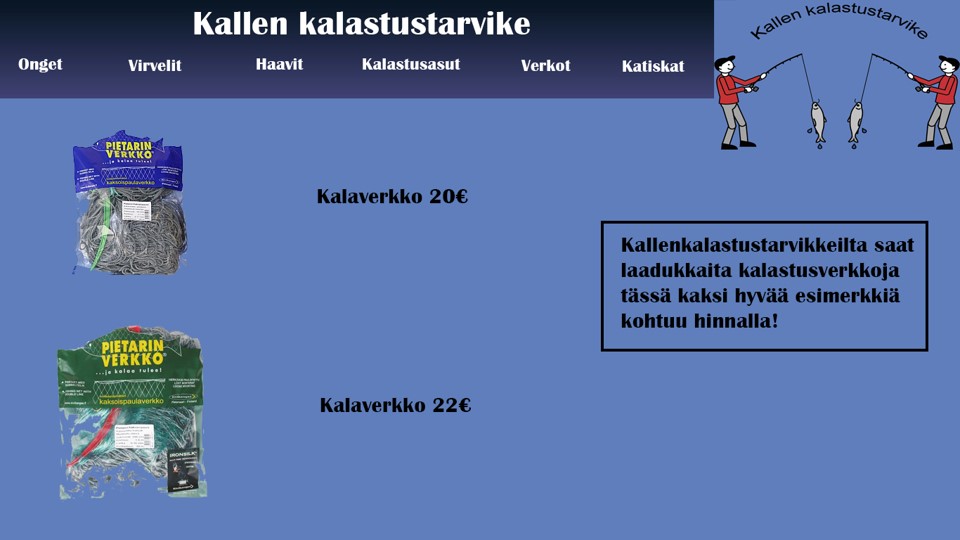 Kallen kalastustarvike
Kallen kalastustarvike
Onget
Virvelit
Haavit
Kalastusasut
Verkot
Katiskat
PIETARIN
VERKKO
...ja kalaa tulee!
kaksoispaulaverkko
Kalaverkko 20€
Kallenkalastustarvikkeilta saat
laadukkaita kalastusverkkoja
tässä kaksi hyvää esimerkkiä
kohtuu hinnalla!
PIETARIN
VERKKO
...ja kalaa tulee!
kaksoispaulaverkko
IRONSILK
Kalaverkko 22€